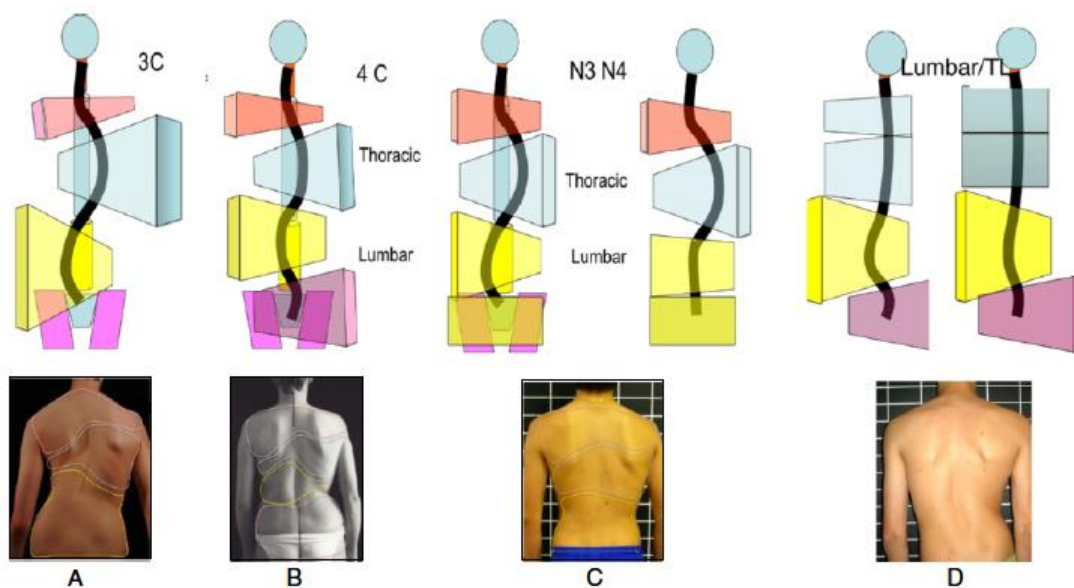 3C
4 C
N3 N4
Lumbar/TL
Thoracic
Thoracic
Lumbar
Lumbar
A
B
C
D